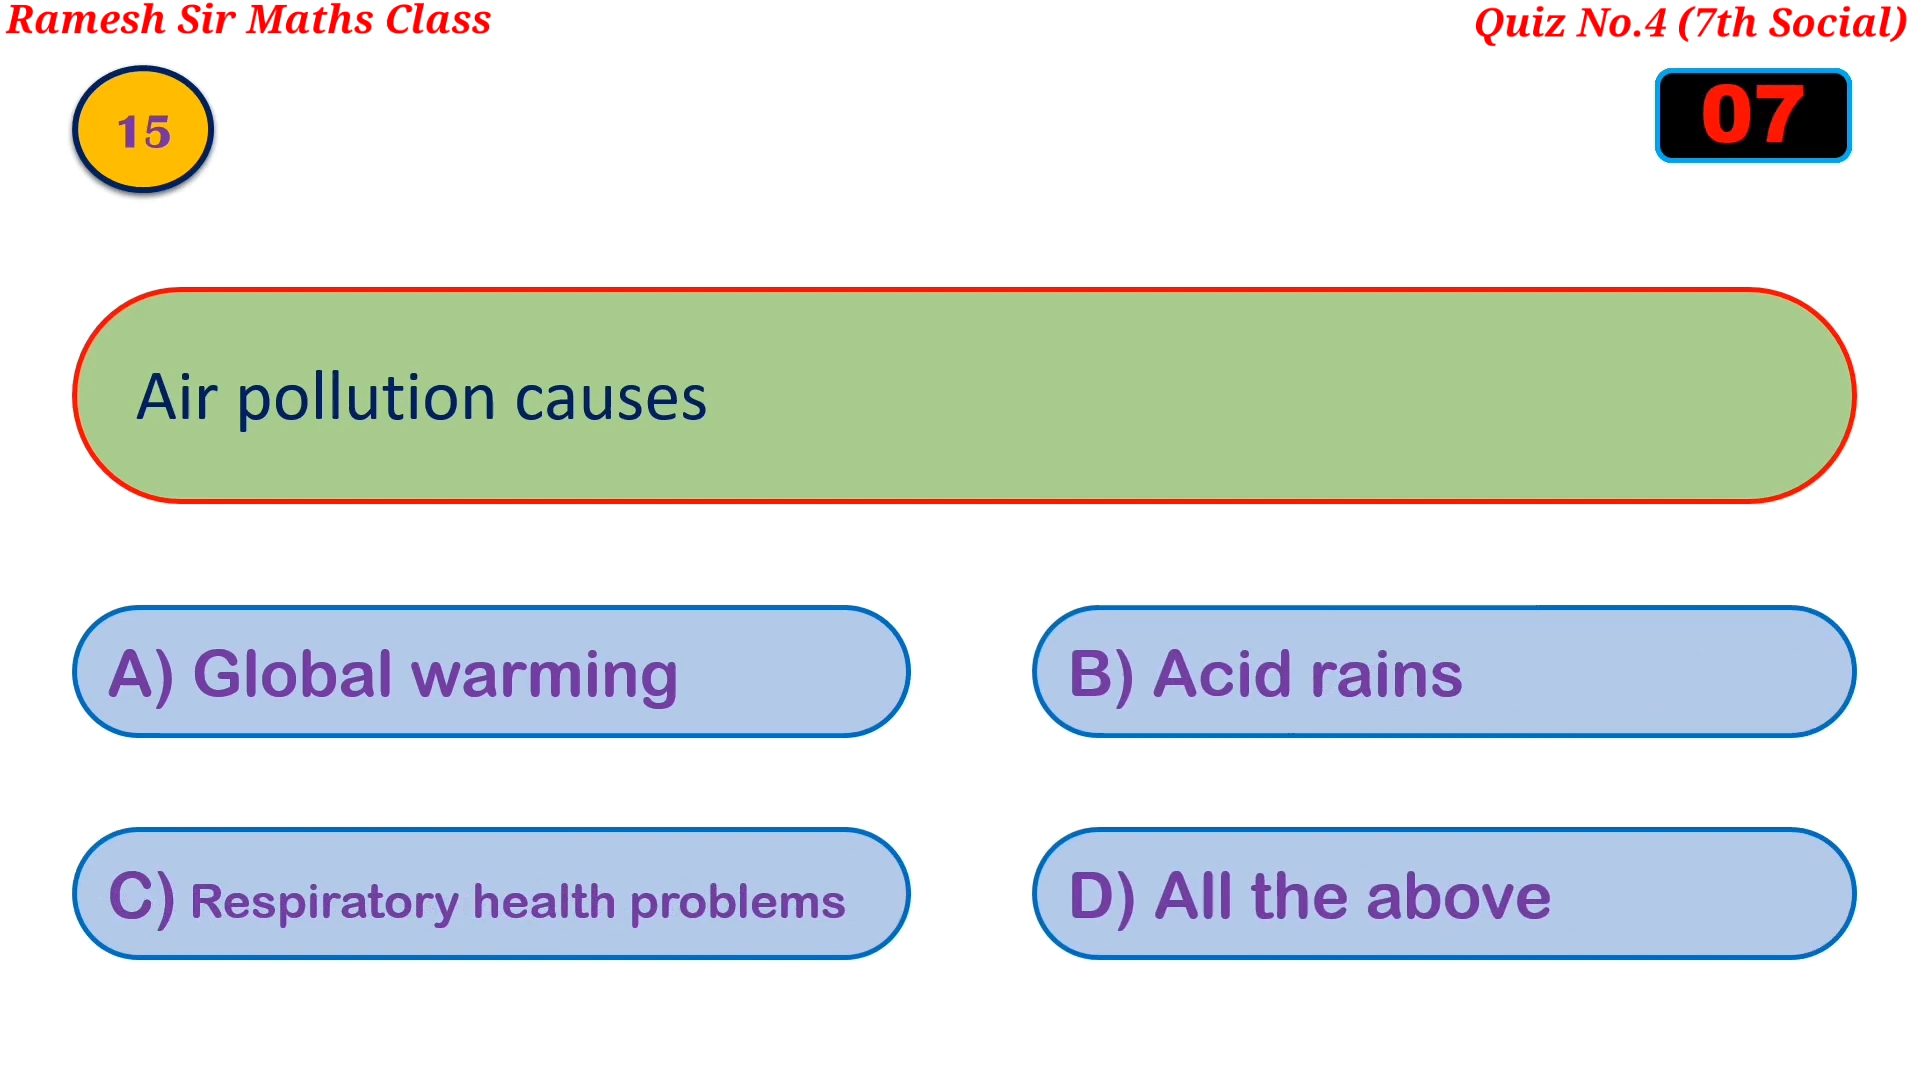 Ramesh Sir Maths Class
Quiz No.4 (7th Social)
15
07
Air pollution causes
A) Global warming
B) Acid rains
C) Respiratory health problems
D) All the above